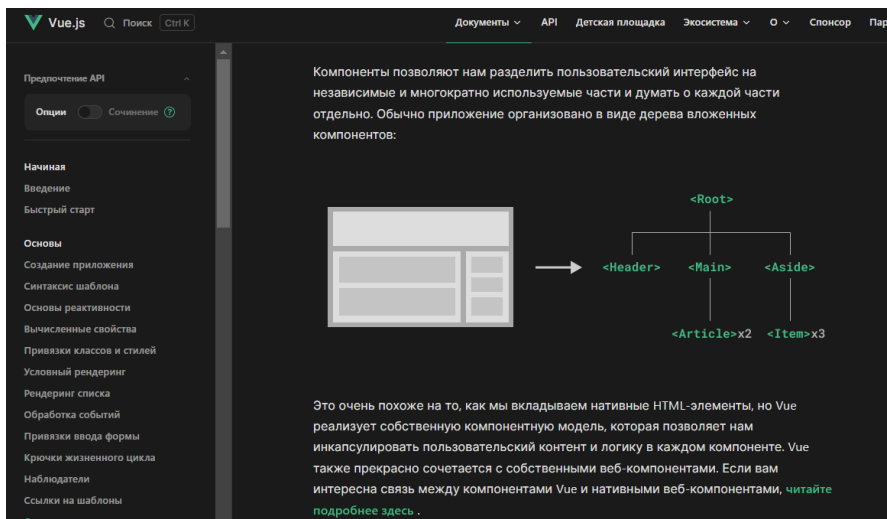 Vue.js Поиск Ctrl K Документы API Детская площадка Экосистема О Спонсор Пар
Предпочтение API
Опции Сочинение ?
Начиная
Введение
Быстрый старт
Основы
Создание приложения
Синтаксис шаблона
Основы реактивности
Вычисленные свойства
Привязки классов и стилей
Условный рендеринг
Рендеринг списка
Обработка событий
Привязки ввода формы
Крючки жизненного цикла
Наблюдатели
Ссылки на шаблоны
Компоненты позволяют нам разделить пользовательский интерфейс на
независимые и многократно используемые части и думать о каждой части
отдельно. Обычно приложение организовано в виде дерева вложенных
компонентов:
<Root>
<Header> <Main> <Aside>
<Article>x2 <Item>x3
Это очень похоже на то, как мы вкладываем нативные HTML-элементы, но Vue
реализует собственную компонентную модель, которая позволяет нам
инкапсулировать пользовательский контент и логику в каждом компоненте. Vue
также прекрасно сочетается с собственными веб-компонентами. Если вам
интересна связь между компонентами Vue и нативными веб-компонентами, читайте
подробнее здесь .